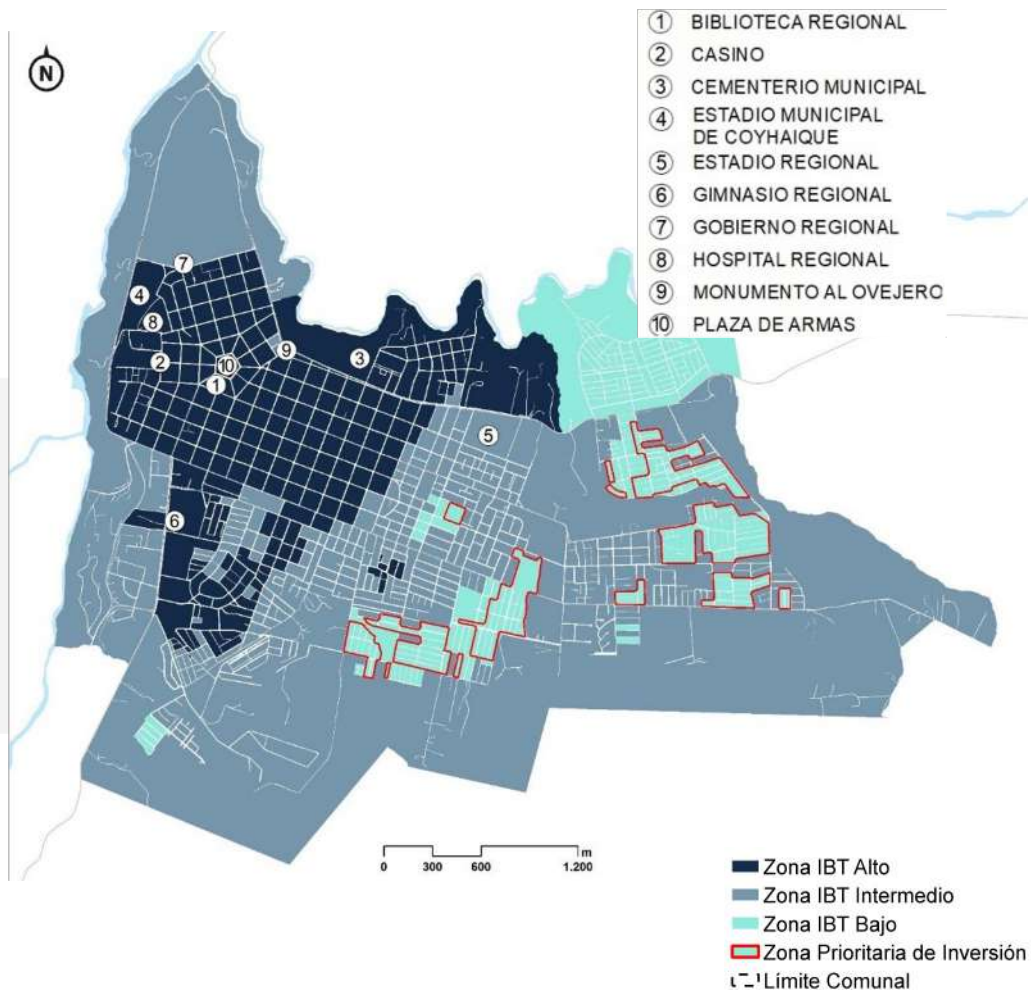 ① BIBLIOTECA REGIONAL
② CASINO
③ CEMENTERIO MUNICIPAL
④ ESTADIO MUNICIPAL
DE COYHAIQUE
⑤ ESTADIO REGIONAL
⑥ GIMNASIO REGIONAL
⑦ GOBIERNO REGIONAL
⑧ HOSPITAL REGIONAL
⑨ MONUMENTO AL OVEJERO
⑩ PLAZA DE ARMAS
N
7
4
8
9
2
10
3
1
5
6
m
0 300 600 1.200
Zona IBT Alto
Zona IBT Intermedio
Zona IBT Bajo
Zona Prioritaria de Inversión
Límite Comunal